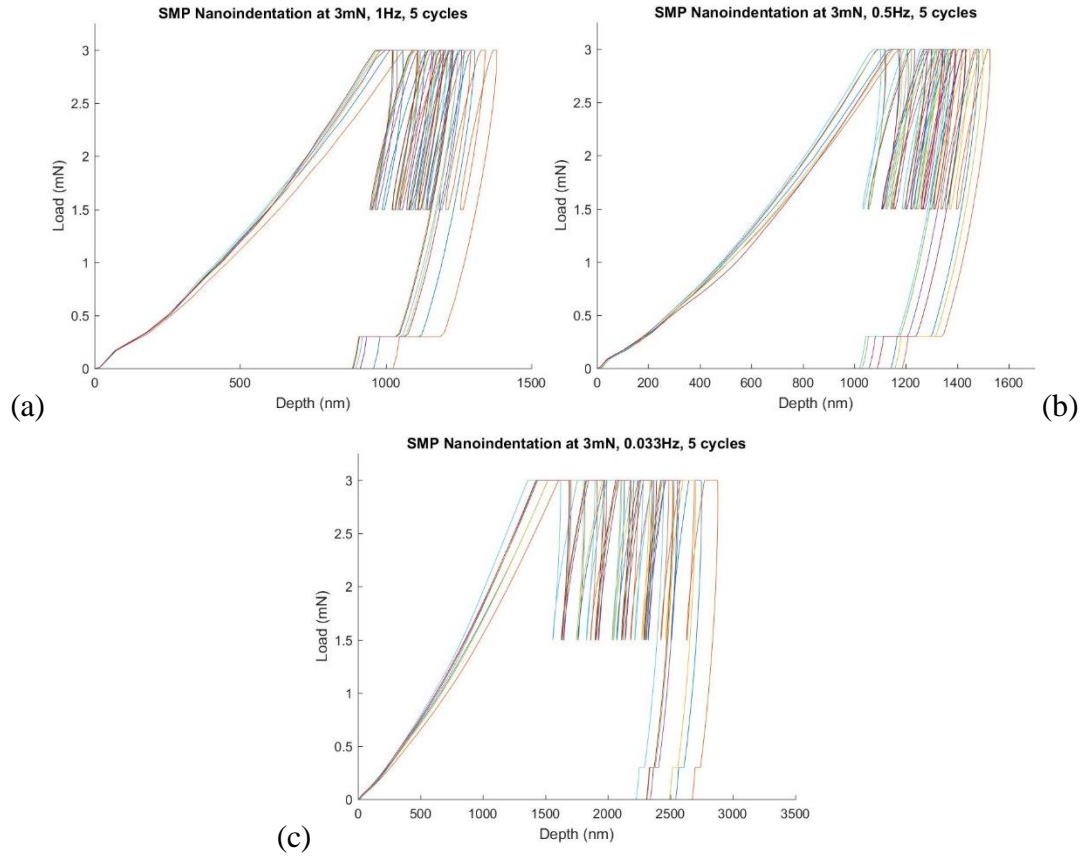 SMP Nanoindentation at 3mN, 1Hz, 5 cycles
3
2.5
2
1.5
1
0.5
0
Load (mN)
0 500 1000 1500
Depth (nm)
(a)
SMP Nanoindentation at 3mN, 0.5Hz, 5 cycles
3
2.5
2
1.5
1
0.5
0
Load (mN)
0 200 400 600 800 1000 1200 1400 1600
Depth (nm)
(b)
SMP Nanoindentation at 3mN, 0.033Hz, 5 cycles
3
2.5
2
1.5
1
0.5
0
Load (mN)
0 500 1000 1500 2000 2500 3000 3500
Depth (nm)
(c)